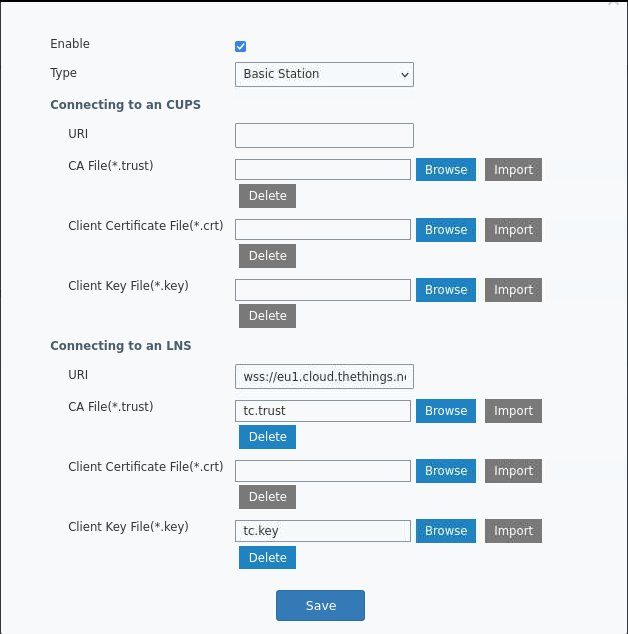 Enable
Type Basic Station
Connecting to an CUPS
URI
CA File(*.trust) Browse Import
Delete
Client Certificate File(*.crt) Browse Import
Delete
Client Key File(*.key) Browse Import
Delete
Connecting to an LNS
URI wss://eu1.cloud.thethings.n
CA File(*.trust) tc.trust Browse Import
Delete
Client Certificate File(*.crt) Browse Import
Delete
Client Key File(*.key) tc.key Browse Import
Delete
Save